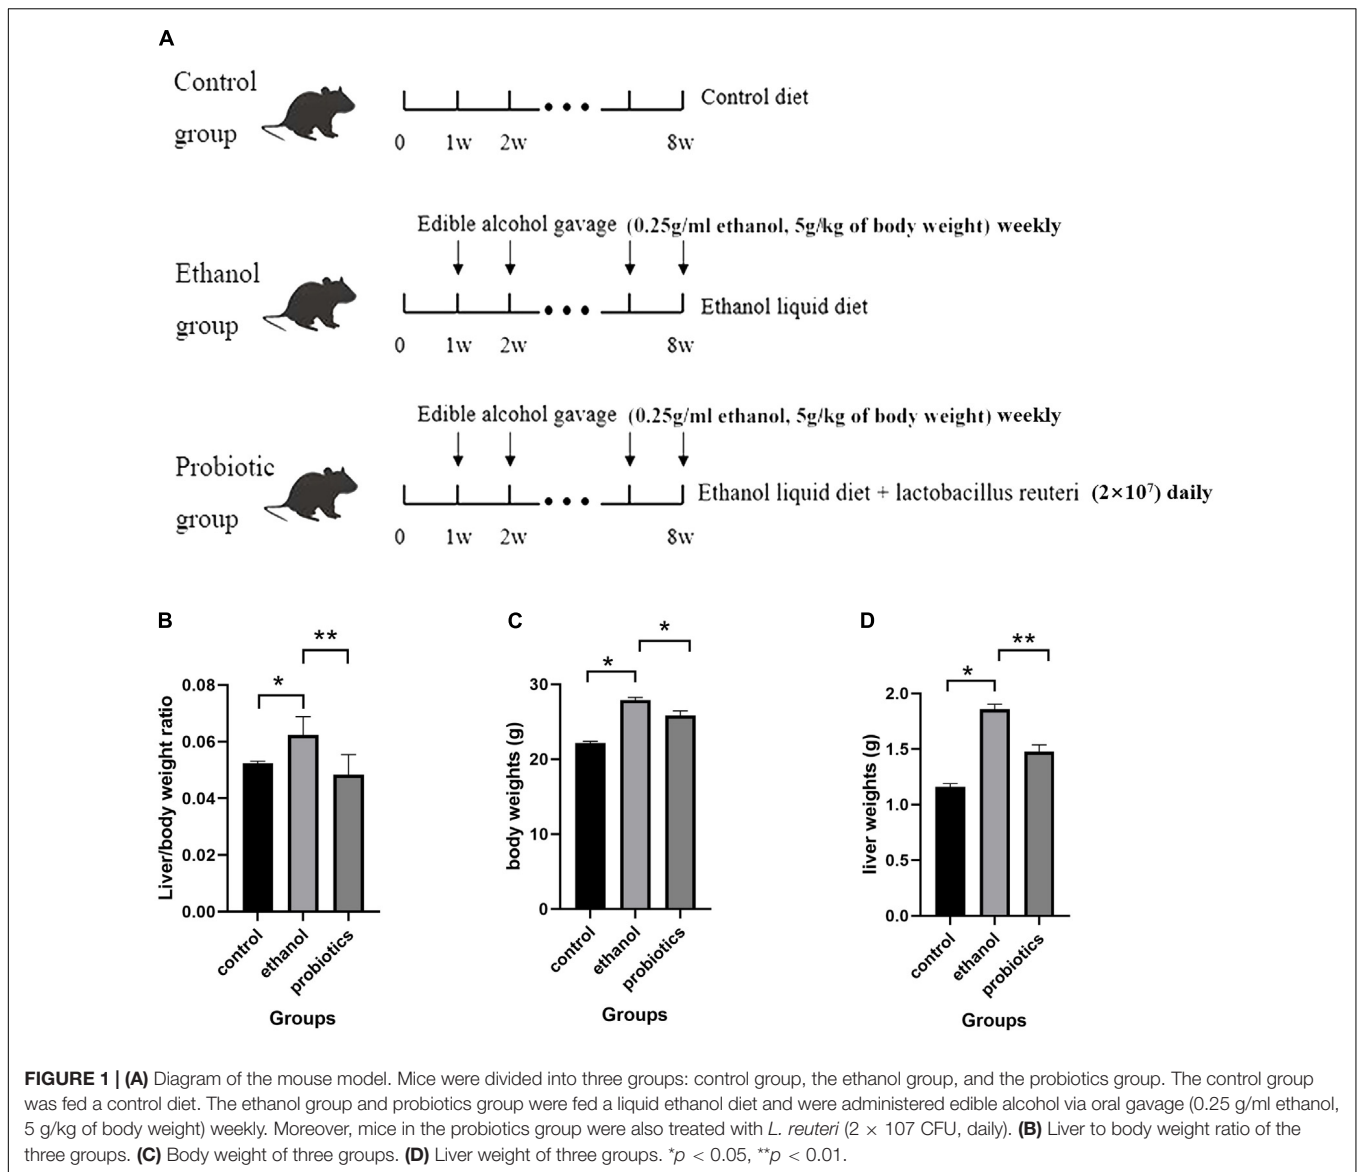 A
Control group
0 1w 2w 8w
Control diet
Edible alcohol gavage (0.25g/ml ethanol, 5g/kg of body weight) weekly
Ethanol group
0 1w 2w 8w
Ethanol liquid diet
Edible alcohol gavage (0.25g/ml ethanol, 5g/kg of body weight) weekly
Probiotic group
0 1w 2w 8w
Ethanol liquid diet + lactobacillus reuteri (2×10⁷) daily
B
**
*
Liver/body weight ratio
0.08
0.06
0.04
0.02
0.00
control
ethanol
probiotics
Groups
C
*
*
body weights (g)
30
20
10
0
control
ethanol
probiotics
Groups
D
**
*
liver weights (g)
2.0
1.5
1.0
0.5
0.0
control
ethanol
probiotics
Groups
FIGURE 1 | (A) Diagram of the mouse model. Mice were divided into three groups: control group, the ethanol group, and the probiotics group. The control group
was fed a control diet. The ethanol group and probiotics group were fed a liquid ethanol diet and were administered edible alcohol via oral gavage (0.25 g/ml ethanol,
5 g/kg of body weight) weekly. Moreover, mice in the probiotics group were also treated with L. reuteri (2 × 107 CFU, daily). (B) Liver to body weight ratio of the
three groups. (C) Body weight of three groups. (D) Liver weight of three groups. *p < 0.05, **p < 0.01.